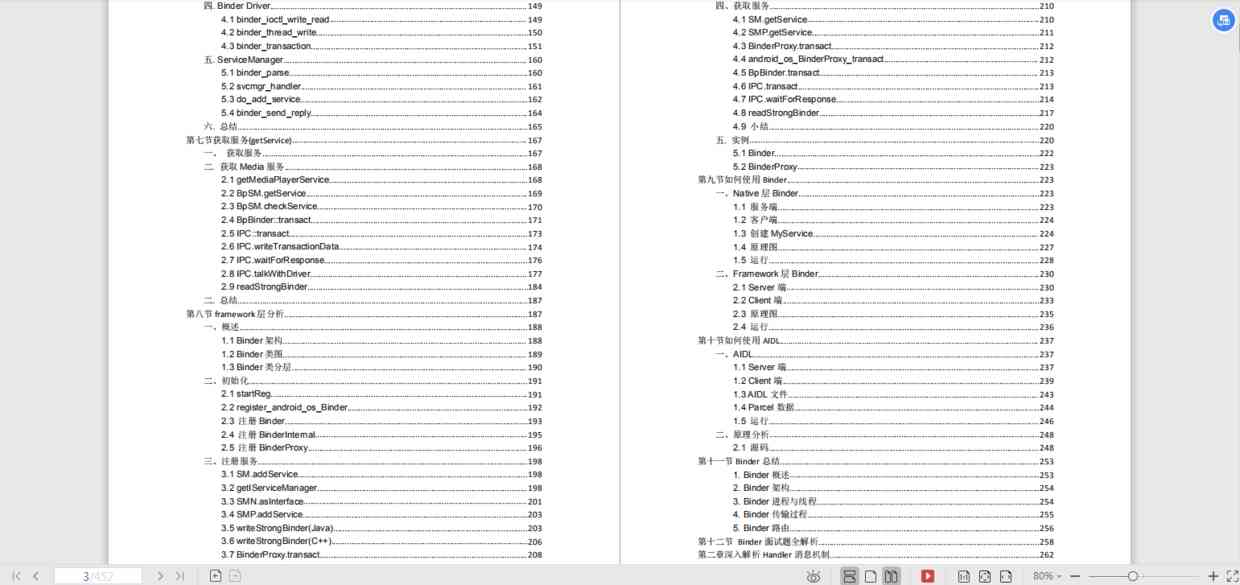 四. Binder Driver 149
4.1 binder_ioctl_write_read 149
4.2 binder_thread_write 150
4.3 binder_transaction 151
五. ServiceManager 160
5.1 binder_parse 160
5.2 svcmgr_handler 161
5.3 do_add_service 162
5.4 binder_send_reply 164
六. 总结 165
第七节获取服务(getService) 167
一、 获取服务 167
二. 获取 Media 服务 168
2.1 getMediaPlayerService 168
2.2 BpSM.getService 169
2.3 BpSM.checkService 170
2.4 BpBinder::transact 171
2.5 IPC::transact 173
2.6 IPC.writeTransactionData 174
2.7 IPC.waitForResponse 176
2.8 IPC.talkWithDriver 177
2.9 readStrongBinder 184
二. 总结 187
第八节 framework 层分析 187
一、概述 188
1.1 Binder 架构 188
1.2 Binder 类图 189
1.3 Binder 类分层 190
二、初始化 191
2.1 startReg 191
2.2 register_android_os_Binder 192
2.3 注册 Binder 193
2.4 注册 BinderInternal 195
2.5 注册 BinderProxy 196
三、注册服务 198
3.1 SM.addService 198
3.2 getIServiceManager 198
3.3 SMN.asInterface 201
3.4 SMP.addService 203
3.5 writeStrongBinder(Java) 203
3.6 writeStrongBinder(C++) 206
3.7 BinderProxy.transact 208
四、获取服务 210
4.1 SM.getService 210
4.2 SMP.getService 211
4.3 BinderProxy.transact 212
4.4 android_os_BinderProxy_transact 212
4.5 BpBinder.transact 213
4.6 IPC.transact 213
4.7 IPC.waitForResponse 214
4.8 readStrongBinder 217
4.9 小结 220
五. 实例 220
5.1 Binder 222
5.2 BinderProxy 223
第九节如何使用 Binder 223
一、Native 层 Binder 223
1.1 服务端 223
1.2 客户端 224
1.3 创建 MyService 224
1.4 原理图 227
1.5 运行 228
二、Framework 层 Binder 230
2.1 Server 端 230
2.2 Client 端 233
2.3 原理图 235
2.4 运行 236
第十节如何使用 AIDL 237
一、AIDL 237
1.1 Server 端 237
1.2 Client 端 239
1.3 AIDL 文件 243
1.4 Parcel 数据 244
1.5 运行 246
二、原理分析 248
2.1 源码 248
第十一节 Binder 总结 253
1. Binder 概述 253
2. Binder 架构 254
3. Binder 进程与线程 254
4. Binder 传输过程 255
5. Binder 路由 256
第十二节 Binder 面试题全解析 258
第二章深入解析 Handler 消息机制 262
3/452
80%